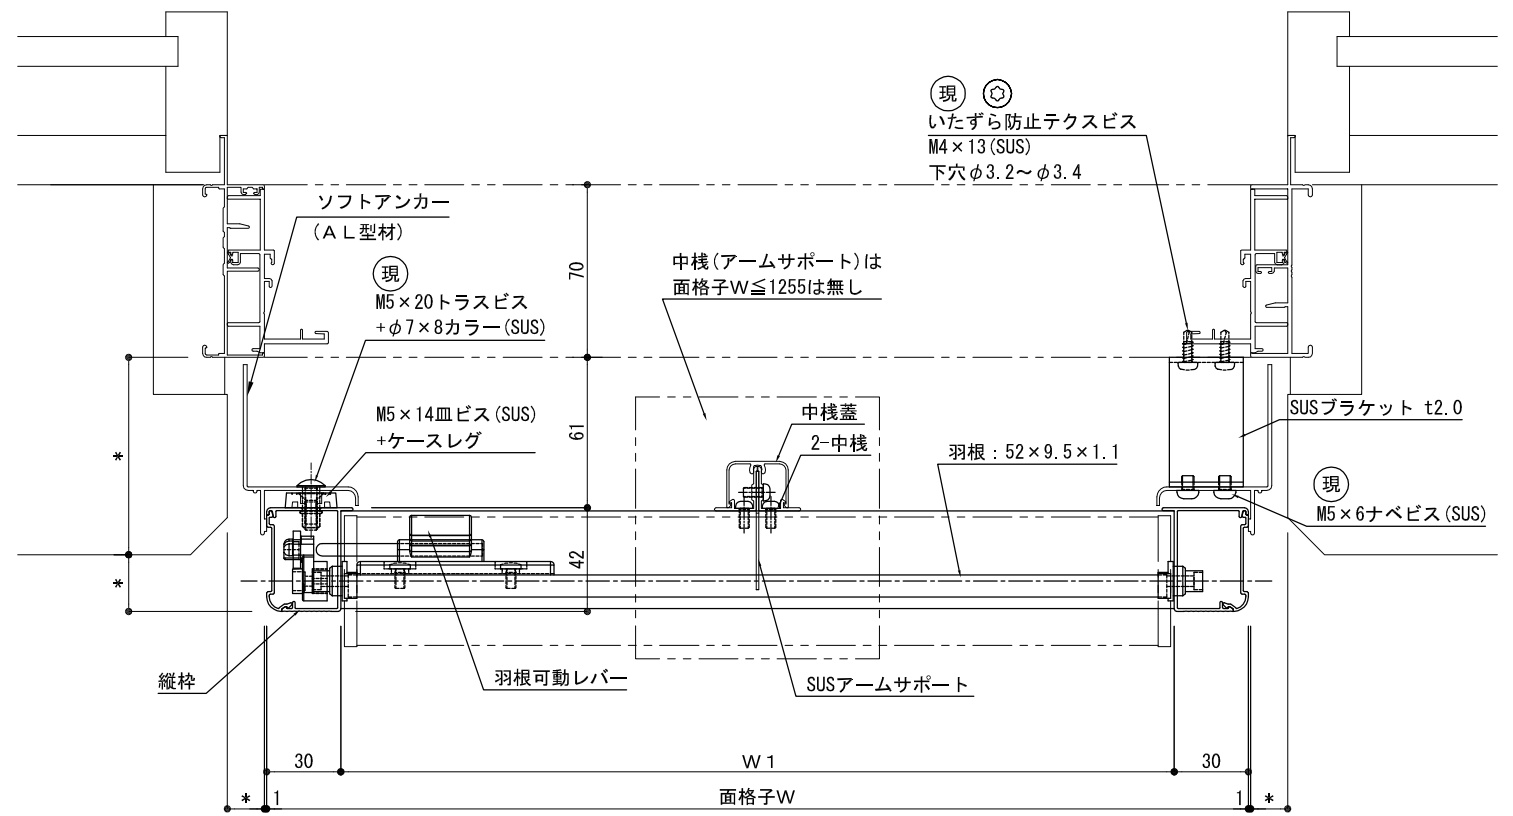 現
いたずら防止テクスビス
M4×13(SUS)
下穴φ3.2～φ3.4
ソフトアンカー
(ＡＬ型材)
現
M5×20トラスビス
+φ7×8カラー(SUS)
中桟(アームサポート)は
面格子W≦1255は無し
70
M5×14皿ビス(SUS)
+ケースレグ
中桟蓋
2-中桟
61
羽根：52×9.5×1.1
SUSブラケット t2.0
現
M5×6ナベビス(SUS)
*
*
42
縦枠
羽根可動レバー
SUSアームサポート
30
W1
30
*
1
面格子W
1
*